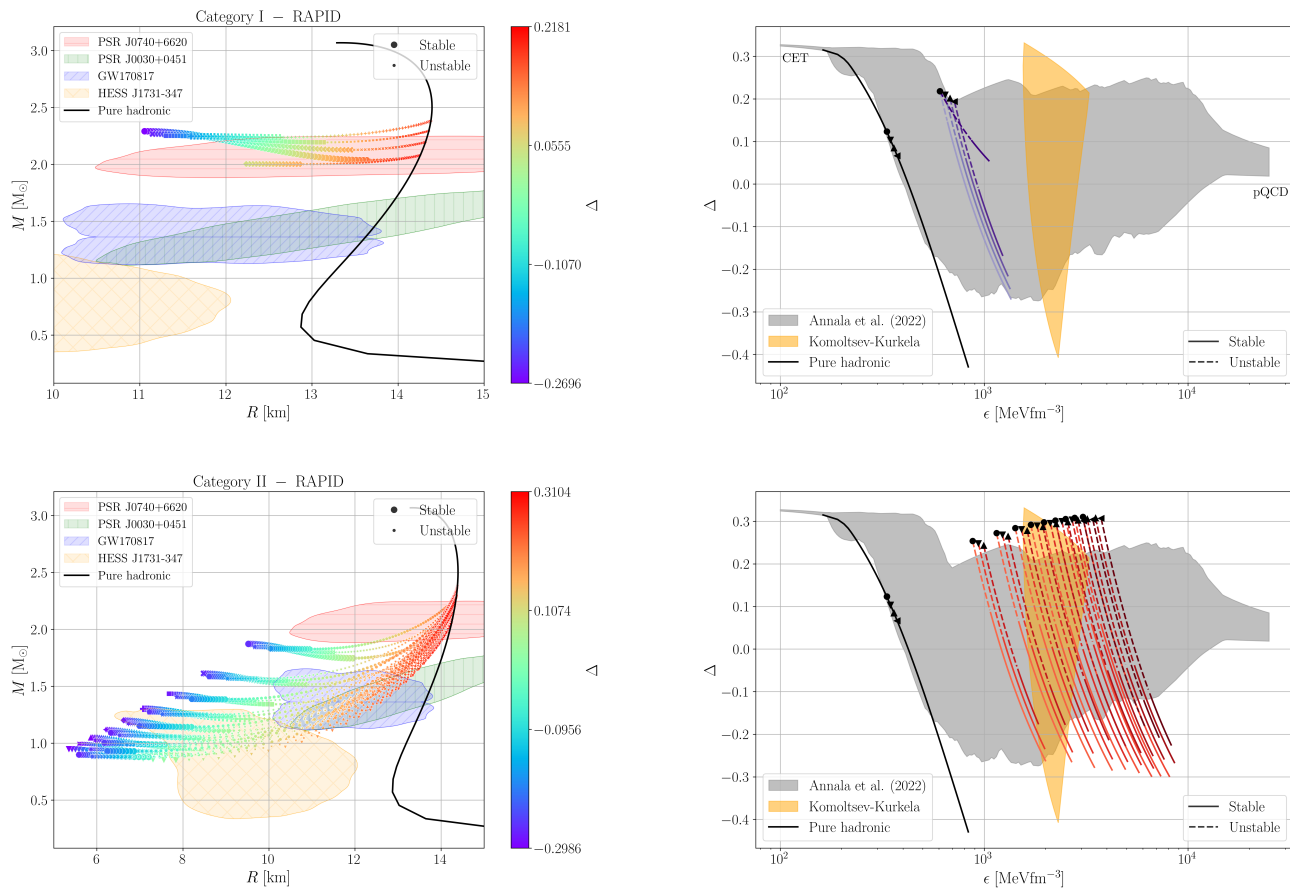 Category I − RAPID
PSR J0740+6620
PSR J0030+0451
GW170817
HESS J1731-347
Pure hadronic
Stable
Unstable
3.0
2.5
2.0
1.5
1.0
0.5
M [M⊙]
10
11
12
13
14
15
R [km]
0.2181
0.0555
−0.1070
−0.2696
Δ
0.3
0.2
0.1
0.0
−0.1
−0.2
−0.3
−0.4
Δ
CET
pQCD
Annala et al. (2022)
Komoltsev-Kurkela
Pure hadronic
Stable
Unstable
10²
10³
10⁴
ϵ [MeVfm⁻³]
Category II − RAPID
PSR J0740+6620
PSR J0030+0451
GW170817
HESS J1731-347
Pure hadronic
Stable
Unstable
3.0
2.5
2.0
1.5
1.0
0.5
M [M⊙]
6
8
10
12
14
R [km]
0.3104
0.1074
−0.0956
−0.2986
Δ
0.3
0.2
0.1
0.0
−0.1
−0.2
−0.3
−0.4
Δ
Annala et al. (2022)
Komoltsev-Kurkela
Pure hadronic
Stable
Unstable
10²
10³
10⁴
ϵ [MeVfm⁻³]